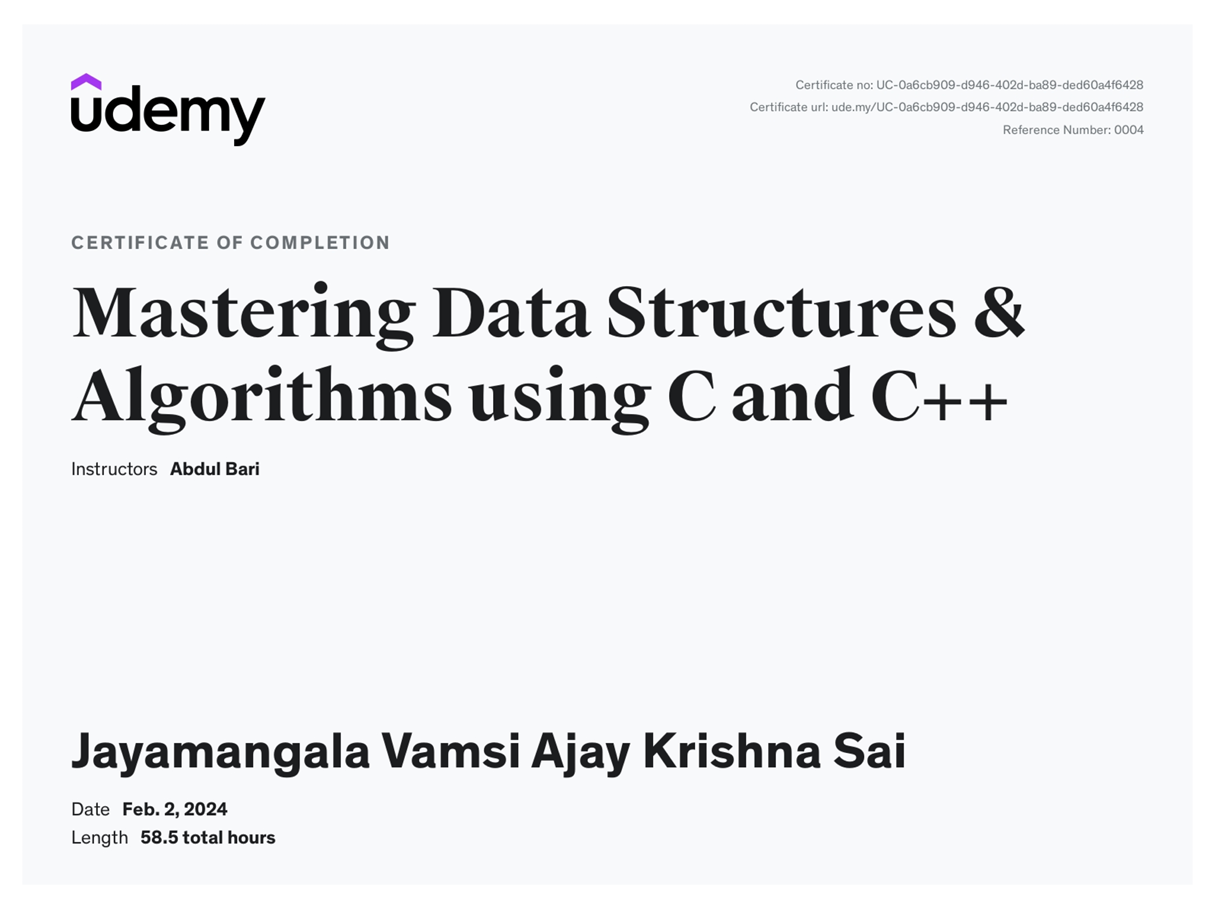 udemy
Certificate no: UC-0a6cb909-d946-402d-ba89-ded60a4f6428
Certificate url: ude.my/UC-0a6cb909-d946-402d-ba89-ded60a4f6428
Reference Number: 0004
CERTIFICATE OF COMPLETION
Mastering Data Structures &
Algorithms using C and C++
Instructors Abdul Bari
Jayamangala Vamsi Ajay Krishna Sai
Date Feb. 2, 2024
Length 58.5 total hours